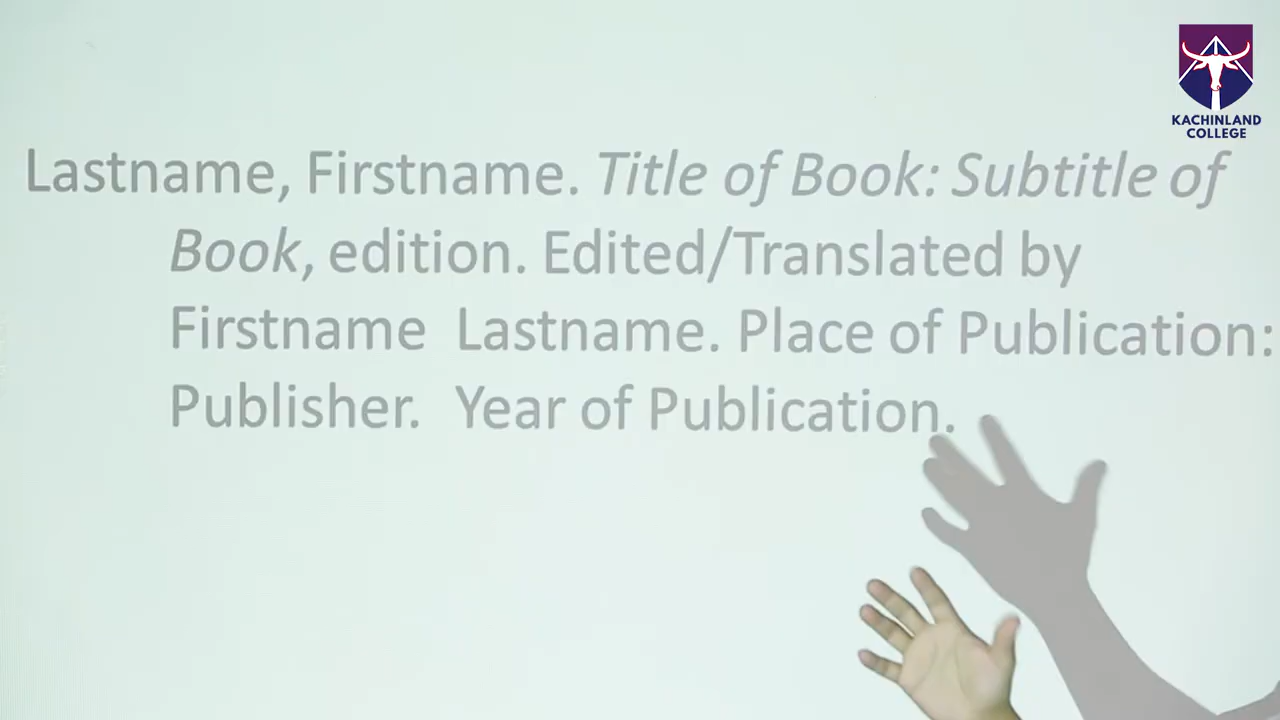 KACHINLAND
COLLEGE
Lastname, Firstname. Title of Book: Subtitle of
Book, edition. Edited/Translated by
Firstname Lastname. Place of Publication:
Publisher. Year of Publication.